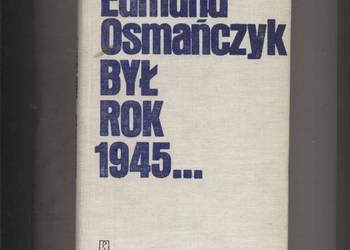 Edmund
Osmańczyk
BYŁ
ROK
1945...